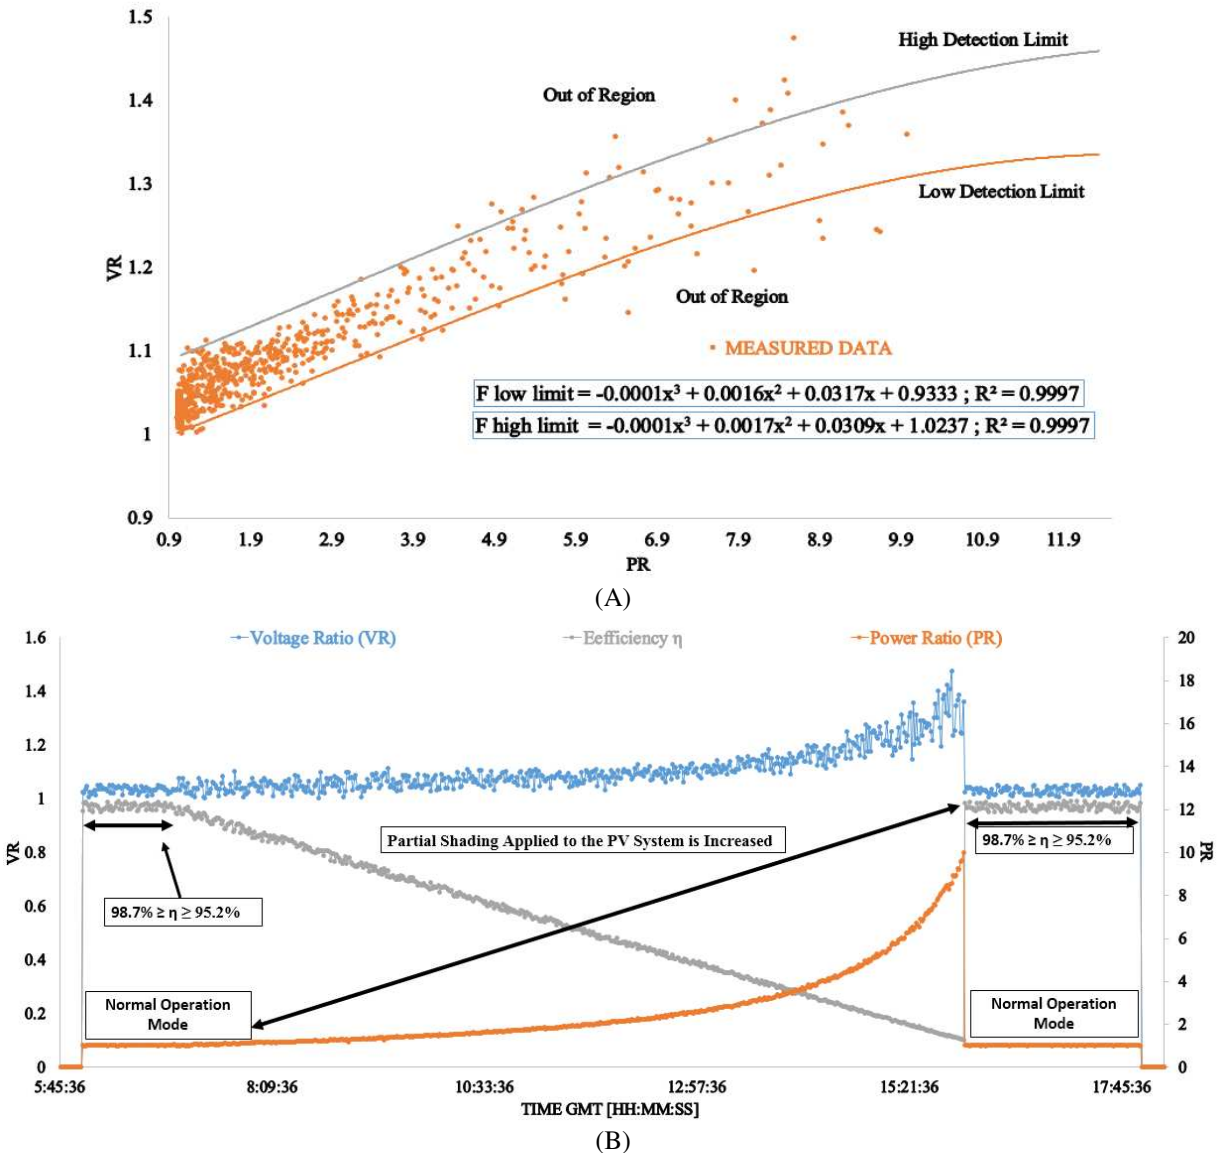 1.5
High Detection Limit
Out of Region
1.4
1.3
Low Detection Limit
VR
1.2
Out of Region
MEASURED DATA
1.1
F low limit = -0.0001x³ + 0.0016x² + 0.0317x + 0.9333 ; R² = 0.9997
F high limit = -0.0001x³ + 0.0017x² + 0.0309x + 1.0237 ; R² = 0.9997
1
0.9
0.9 1.9 2.9 3.9 4.9 5.9 6.9 7.9 8.9 9.9 10.9 11.9
PR
(A)
1.6 Voltage Ratio (VR) Eefficiency η Power Ratio (PR) 20
18
1.4
16
1.2
14
1
12
Partial Shading Applied to the PV System is Increased
98.7% ≥ η ≥ 95.2%
VR
0.8
10
PR
98.7% ≥ η ≥ 95.2%
8
0.6
6
0.4
4
Normal Operation
Mode
Normal Operation
Mode
0.2
2
0
0
5:45:36 8:09:36 10:33:36 12:57:36 15:21:36 17:45:36
TIME GMT [HH:MM:SS]
(B)